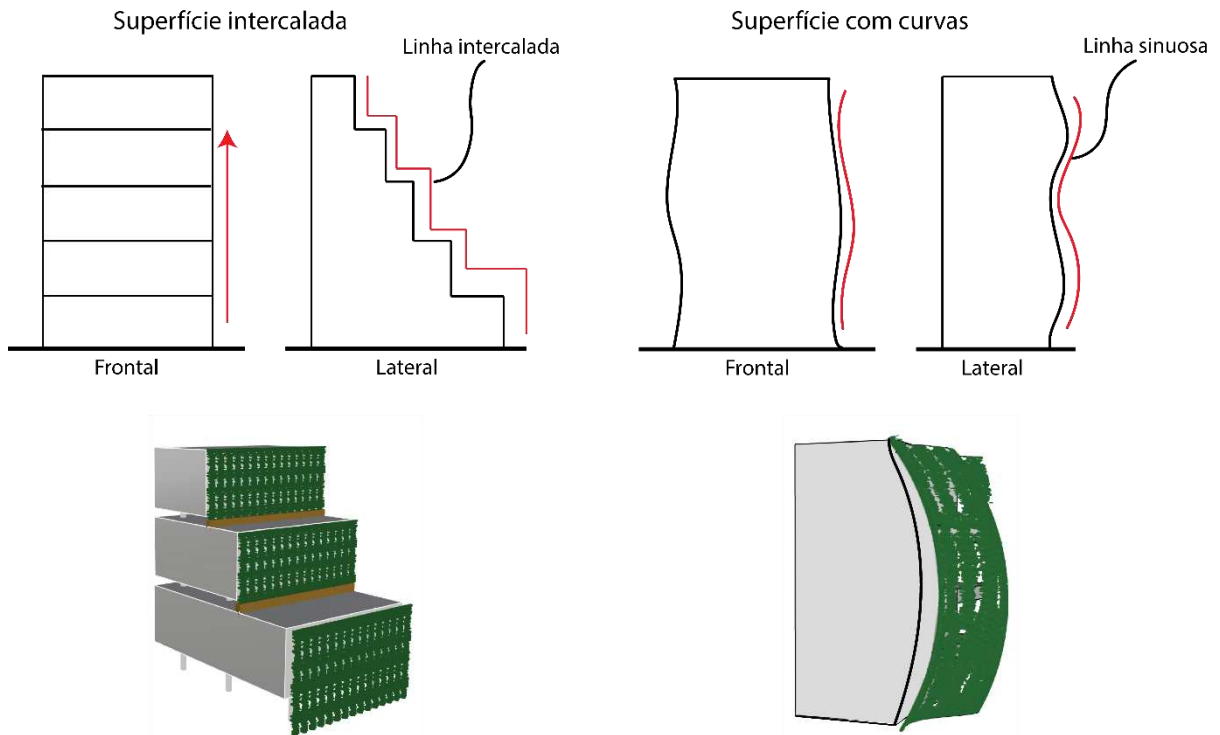 Superfície intercalada
Superfície com curvas
Linha intercalada
Linha sinuosa
Frontal
Lateral
Frontal
Lateral